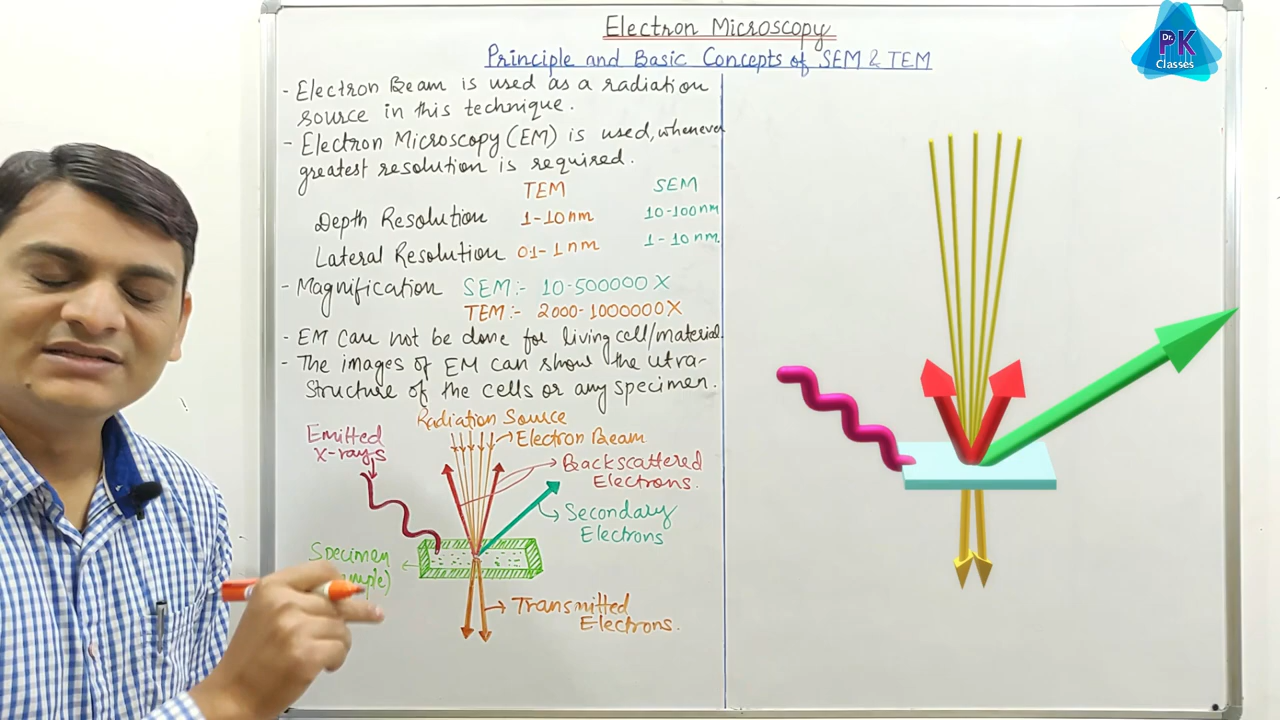 Electron Microscopy
Principle and Basic Concepts of SEM & TEM
Dr.
PK
Classes
- Electron Beam is used as a radiation
source in this technique.
- Electron Microscopy (EM) is used, whenever
greatest resolution is required.
TEM SEM
Depth Resolution 1-10nm 10-100nm
Lateral Resolution 0.1-1nm 1-10nm.
- Magnification SEM:- 10-500000X
TEM:- 2000-1000000X
- EM can not be done for living cell/material.
- The images of EM can show the utra-
structure of the cells or any specimen.
Radiation Source
Emitted
X-rays
Electron Beam
Backscattered
Electrons.
Secondary
Electrons
Specimen
Transmitted
Electrons.